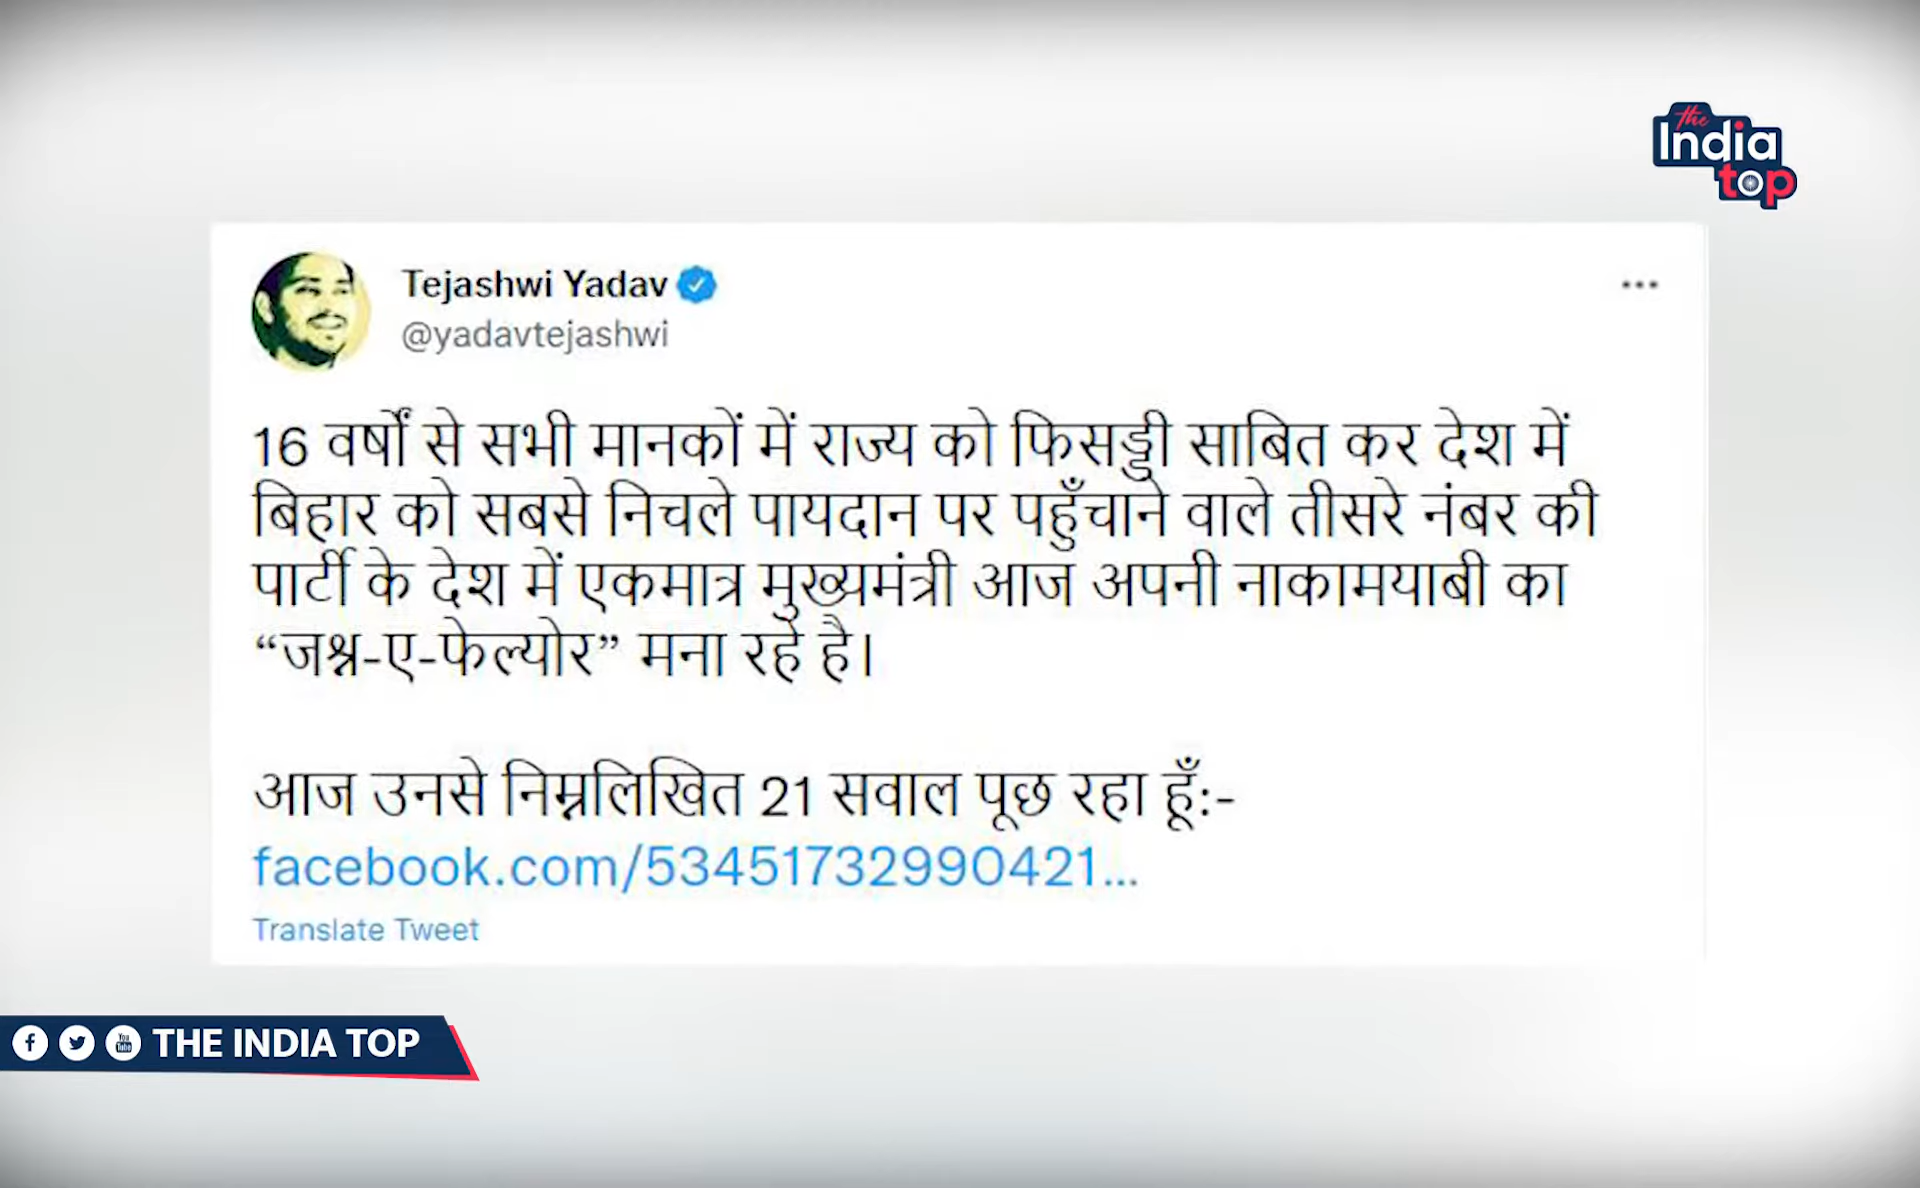 the
India
top
Tejashwi Yadav
@yadavtejashwi
16 वर्षों से सभी मानकों में राज्य को फिसड्डी साबित कर देश में
बिहार को सबसे निचले पायदान पर पहुँचाने वाले तीसरे नंबर की
पार्टी के देश में एकमात्र मुख्यमंत्री आज अपनी नाकामयाबी का
“जश्न-ए-फेल्योर” मना रहे है।
आज उनसे निम्नलिखित 21 सवाल पूछ रहा हूँ:-
facebook.com/53451732990421...
Translate Tweet
You
Tube
THE INDIA TOP